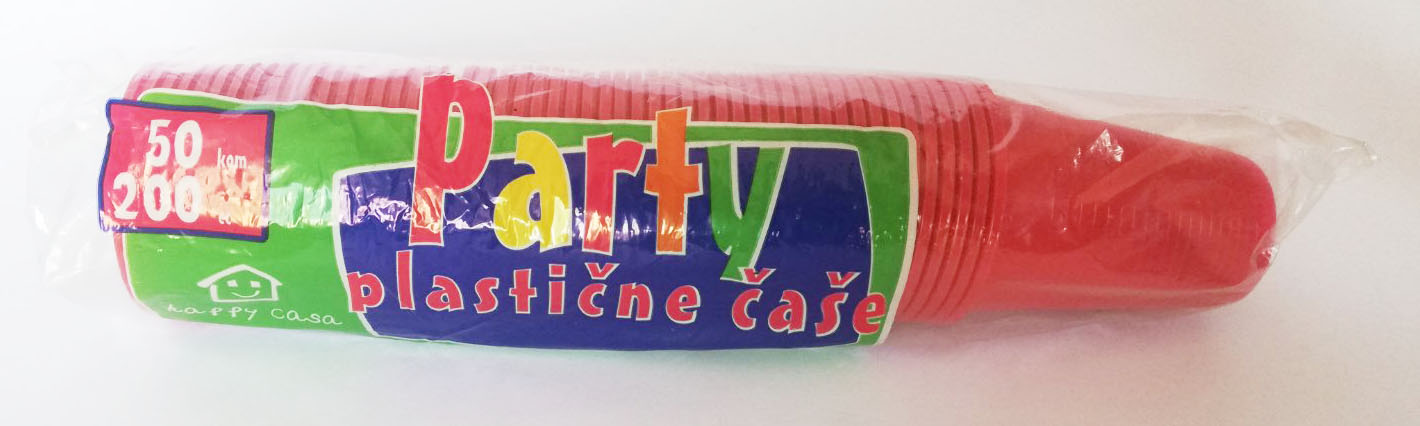 50 kom
200
Party
plastične čaše
happy casa